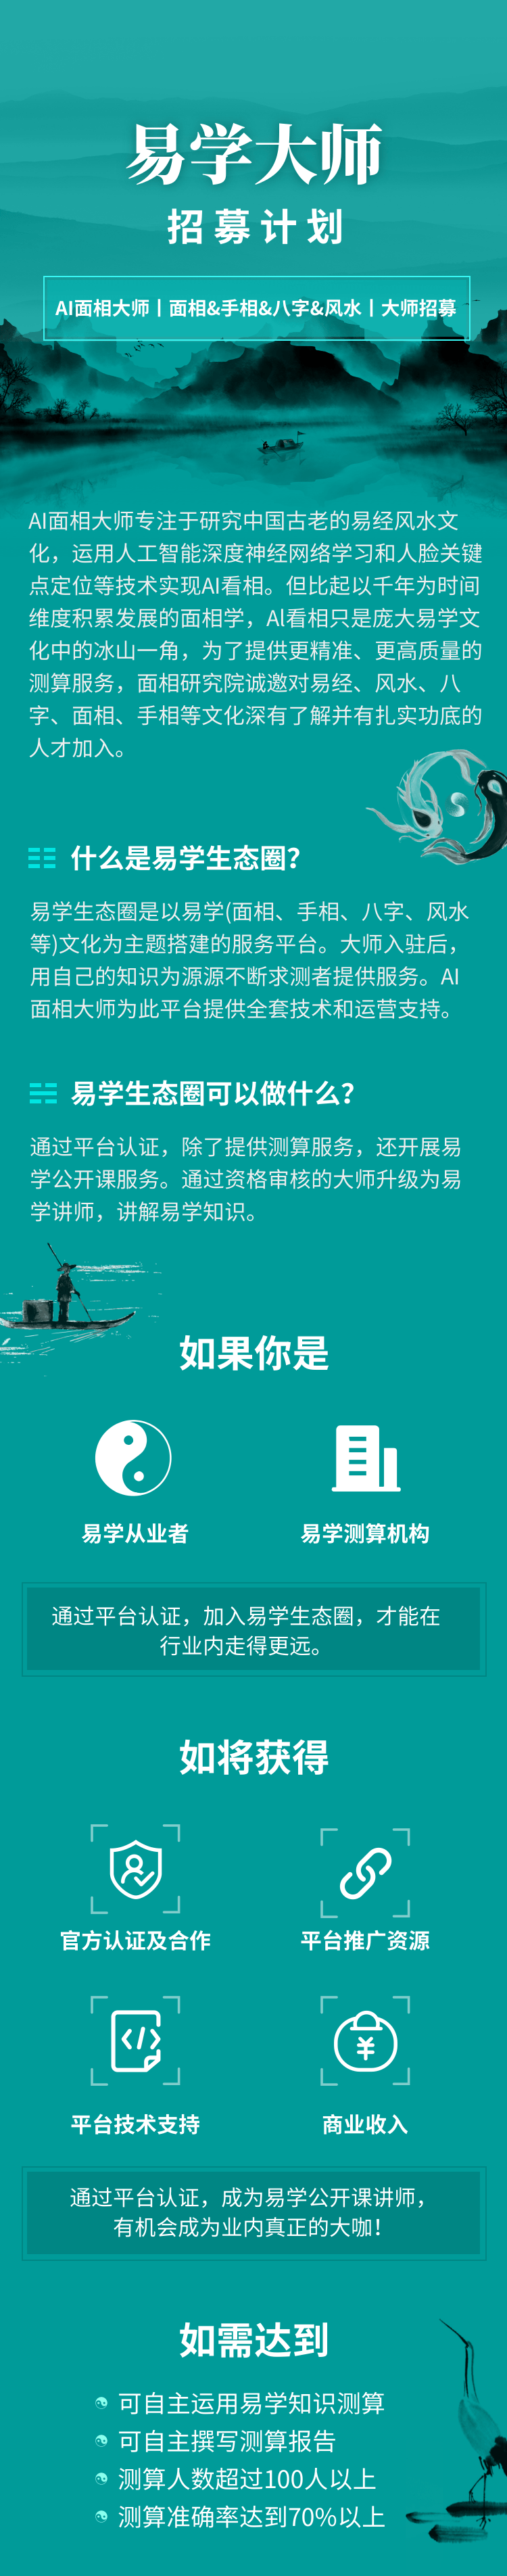 易学大师
招募计划
AI面相大师丨面相&手相&八字&风水丨大师招募
AI面相大师专注于研究中国古老的易经风水文
化，运用人工智能深度神经网络学习和人脸关键
点定位等技术实现AI看相。但比起以千年为时间
维度积累发展的面相学，AI看相只是庞大易学文
化中的冰山一角，为了提供更精准、更高质量的
测算服务，面相研究院诚邀对易经、风水、八
字、面相、手相等文化深有了解并有扎实功底的
人才加入。
什么是易学生态圈？
易学生态圈是以易学(面相、手相、八字、风水
等)文化为主题搭建的服务平台。大师入驻后，
用自己的知识为源源不断求测者提供服务。AI
面相大师为此平台提供全套技术和运营支持。
易学生态圈可以做什么？
通过平台认证，除了提供测算服务，还开展易
学公开课服务。通过资格审核的大师升级为易
学讲师，讲解易学知识。
如果你是
易学从业者
易学测算机构
通过平台认证，加入易学生态圈，才能在
行业内走得更远。
如将获得
官方认证及合作
平台推广资源
平台技术支持
商业收入
通过平台认证，成为易学公开课讲师，
有机会成为业内真正的大咖！
如需达到
可自主运用易学知识测算
可自主撰写测算报告
测算人数超过100人以上
测算准确率达到70%以上